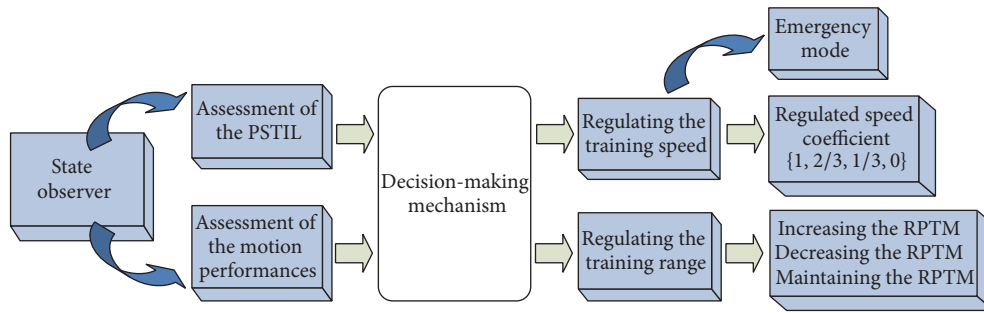 State
observer
Assessment of
the PSTIL
Assessment of
the motion
performances
Decision-making
mechanism
Regulating the
training speed
Regulating the
training range
Emergency
mode
Regulated speed
coefficient
{1, 2/3, 1/3, 0}
Increasing the RPTM
Decreasing the RPTM
Maintaining the RPTM